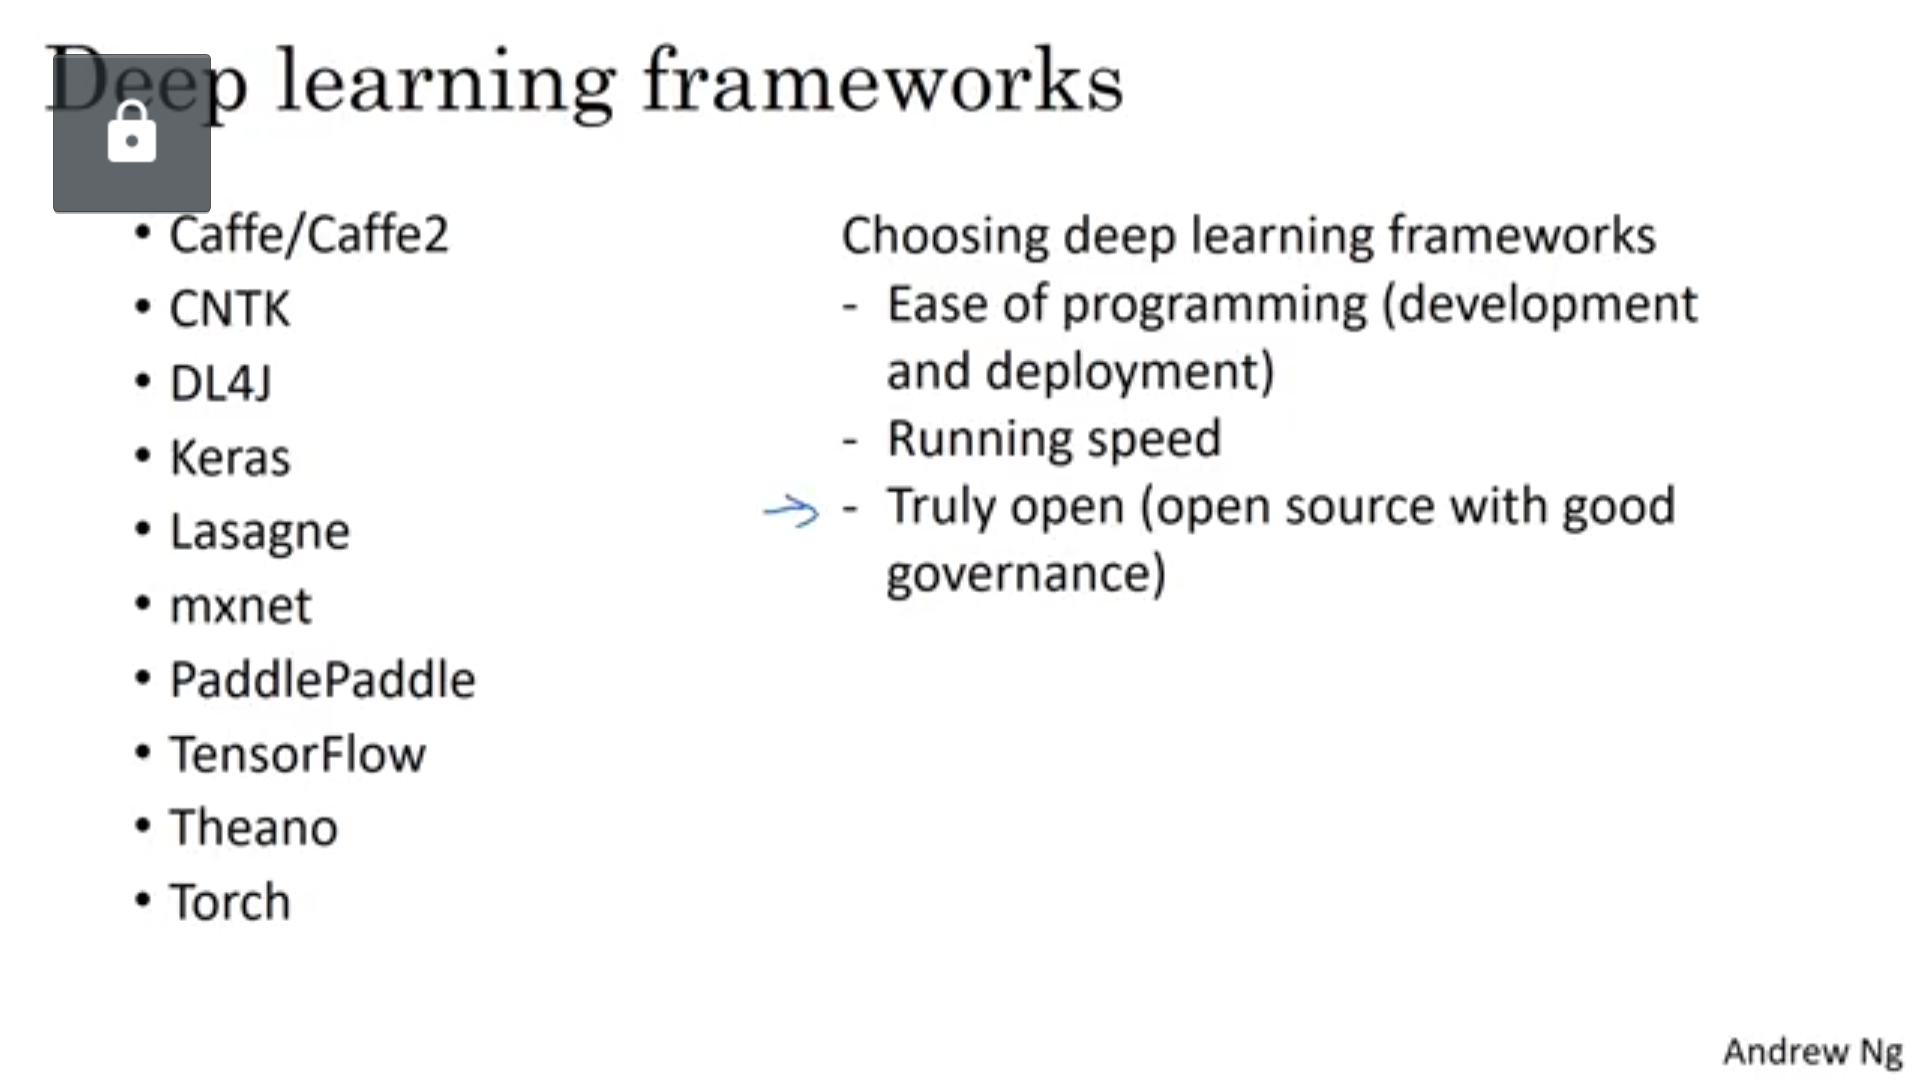 Deep learning frameworks
• Caffe/Caffe2
• CNTK
• DL4J
• Keras
• Lasagne
• mxnet
• PaddlePaddle
• TensorFlow
• Theano
• Torch
Choosing deep learning frameworks
- Ease of programming (development
and deployment)
- Running speed
- Truly open (open source with good
governance)
Andrew Ng